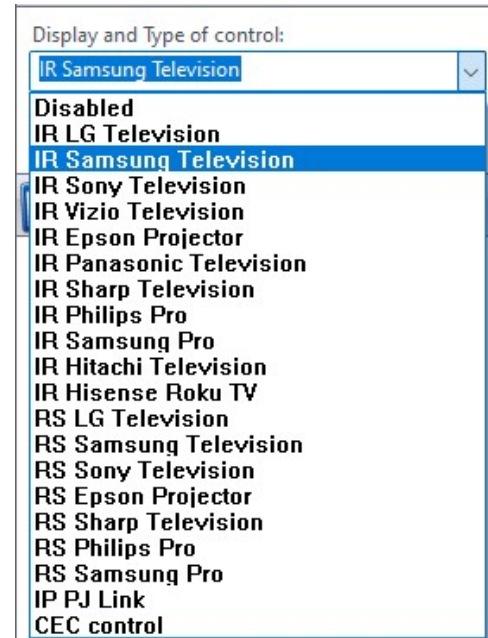 Display and Type of control:
IR Samsung Television
Disabled
IR LG Television
IR Samsung Television
IR Sony Television
IR Vizio Television
IR Epson Projector
IR Panasonic Television
IR Sharp Television
IR Philips Pro
IR Samsung Pro
IR Hitachi Television
IR Hisense Roku TV
RS LG Television
RS Samsung Television
RS Sony Television
RS Epson Projector
RS Sharp Television
RS Philips Pro
RS Samsung Pro
IP PJ Link
CEC control